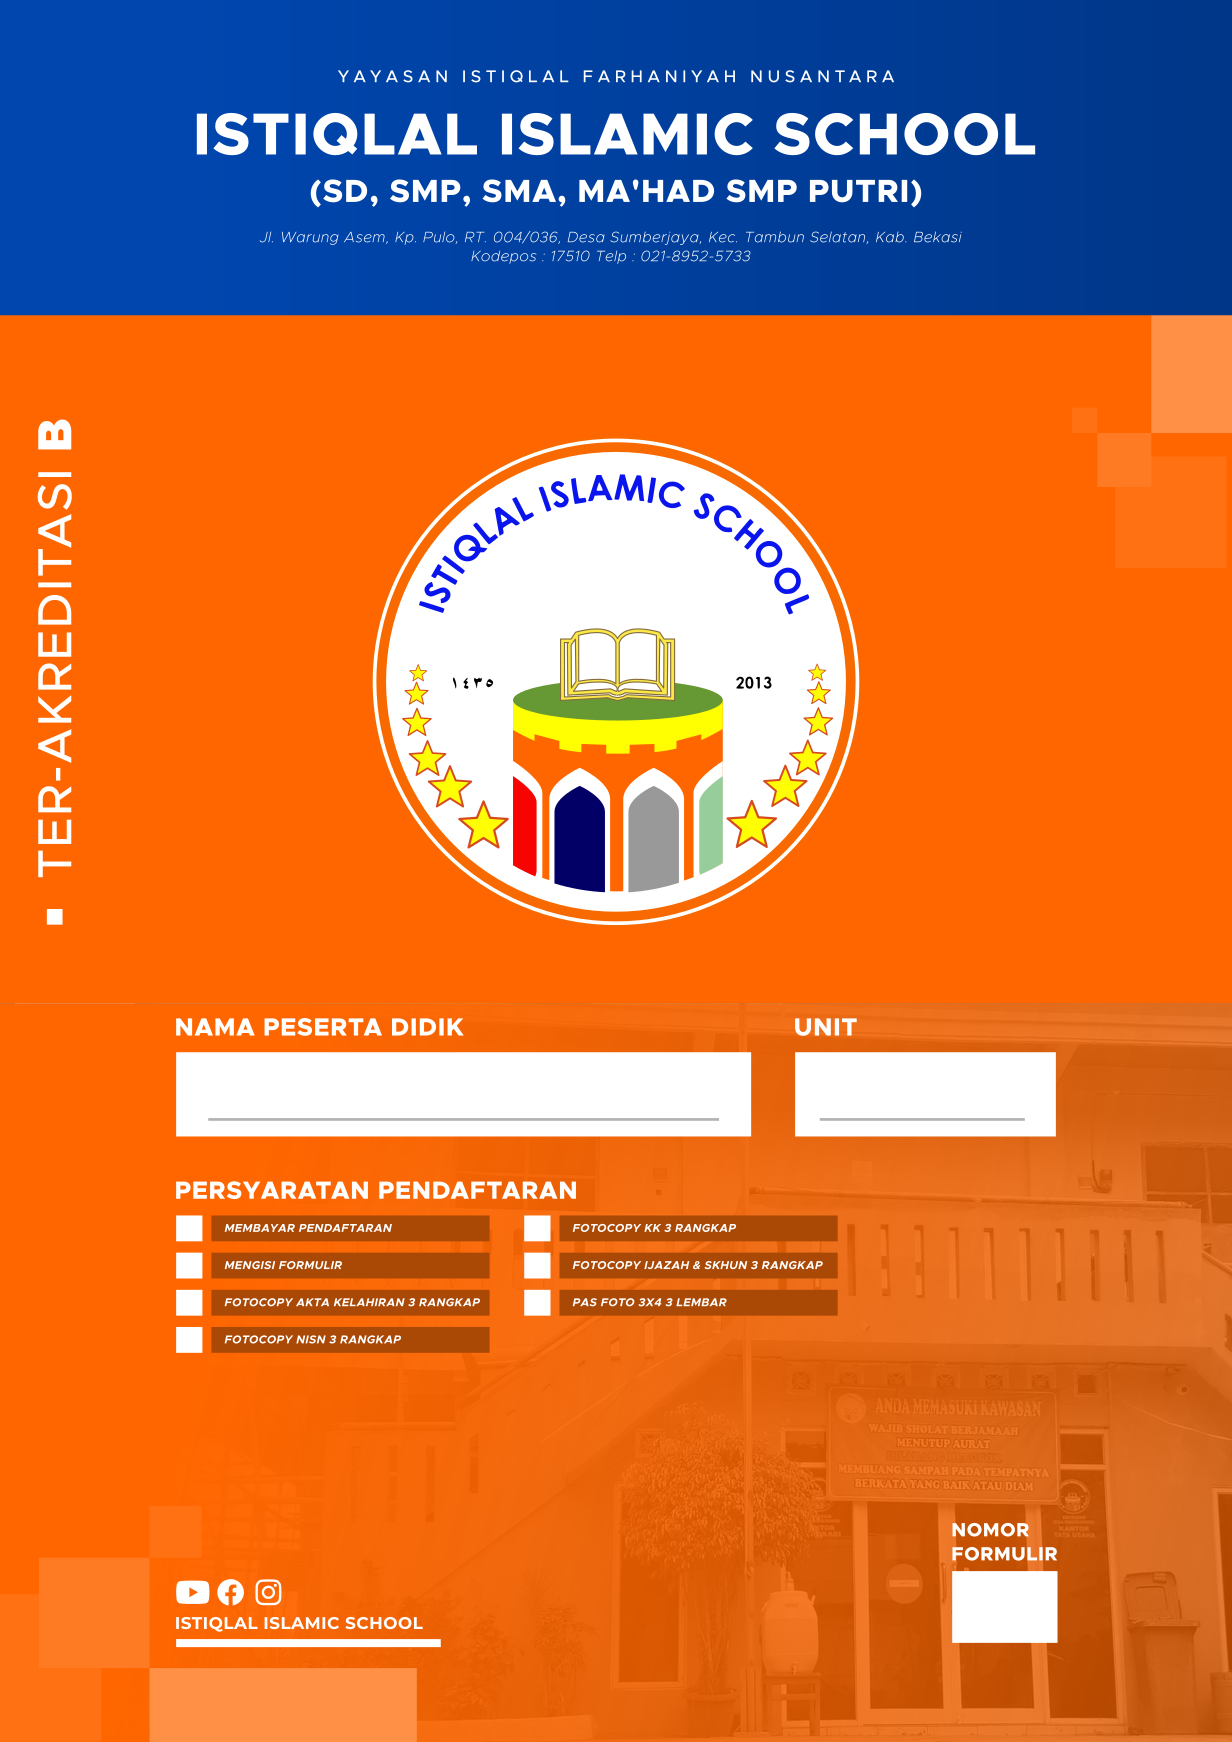 YAYASAN ISTIQLAL FARHANIYAH NUSANTARA
ISTIQLAL ISLAMIC SCHOOL
(SD, SMP, SMA, MA'HAD SMP PUTRI)
Jl. Warung Asem, Kp. Pulo, RT. 004/036, Desa Sumberjaya, Kec. Tambun Selatan, Kab. Bekasi
Kodepos : 17510 Telp : 021-8952-5733
TER-AKREDITASI B
ISTIQLAL ISLAMIC SCHOOL
١٤٣٥
2013
NAMA PESERTA DIDIK
UNIT
PERSYARATAN PENDAFTARAN
MEMBAYAR PENDAFTARAN
MENGISI FORMULIR
FOTOCOPY AKTA KELAHIRAN 3 RANGKAP
FOTOCOPY NISN 3 RANGKAP
FOTOCOPY KK 3 RANGKAP
FOTOCOPY IJAZAH & SKHUN 3 RANGKAP
PAS FOTO 3X4 3 LEMBAR
ANDA MEMASUKI KAWASAN
WAJIB SHOLAT BERJAMAAH
MENUTUP AURAT
MEMBUANG SAMPAH PADA TEMPATNYA
BERKATA YANG BAIK ATAU DIAM
KANTOR
TATA USAHA
NOMOR
FORMULIR
ISTIQLAL ISLAMIC SCHOOL